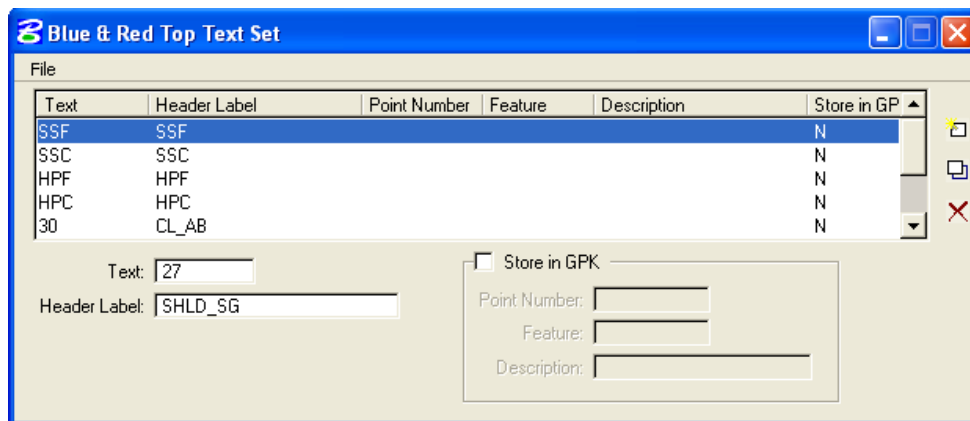 Blue & Red Top Text Set
File
Text Header Label Point Number Feature Description Store in GP
SSF SSF N
SSC SSC N
HPF HPF N
HPC HPC N
30 CL_AB N
Text: 27
Header Label: SHLD_SG
Store in GPK
Point Number:
Feature:
Description: